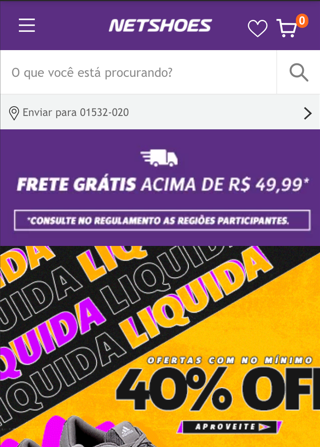 NETSHOES
0
O que você está procurando?
Enviar para 01532-020
FRETE GRÁTIS ACIMA DE R$ 49,99*
*CONSULTE NO REGULAMENTO AS REGIÕES PARTICIPANTES.
LIQUIDA
LIQUIDA
LIQUIDA
LIQUIDA
OFERTAS COM NO MÍNIMO
40% OFF
APROVEITE